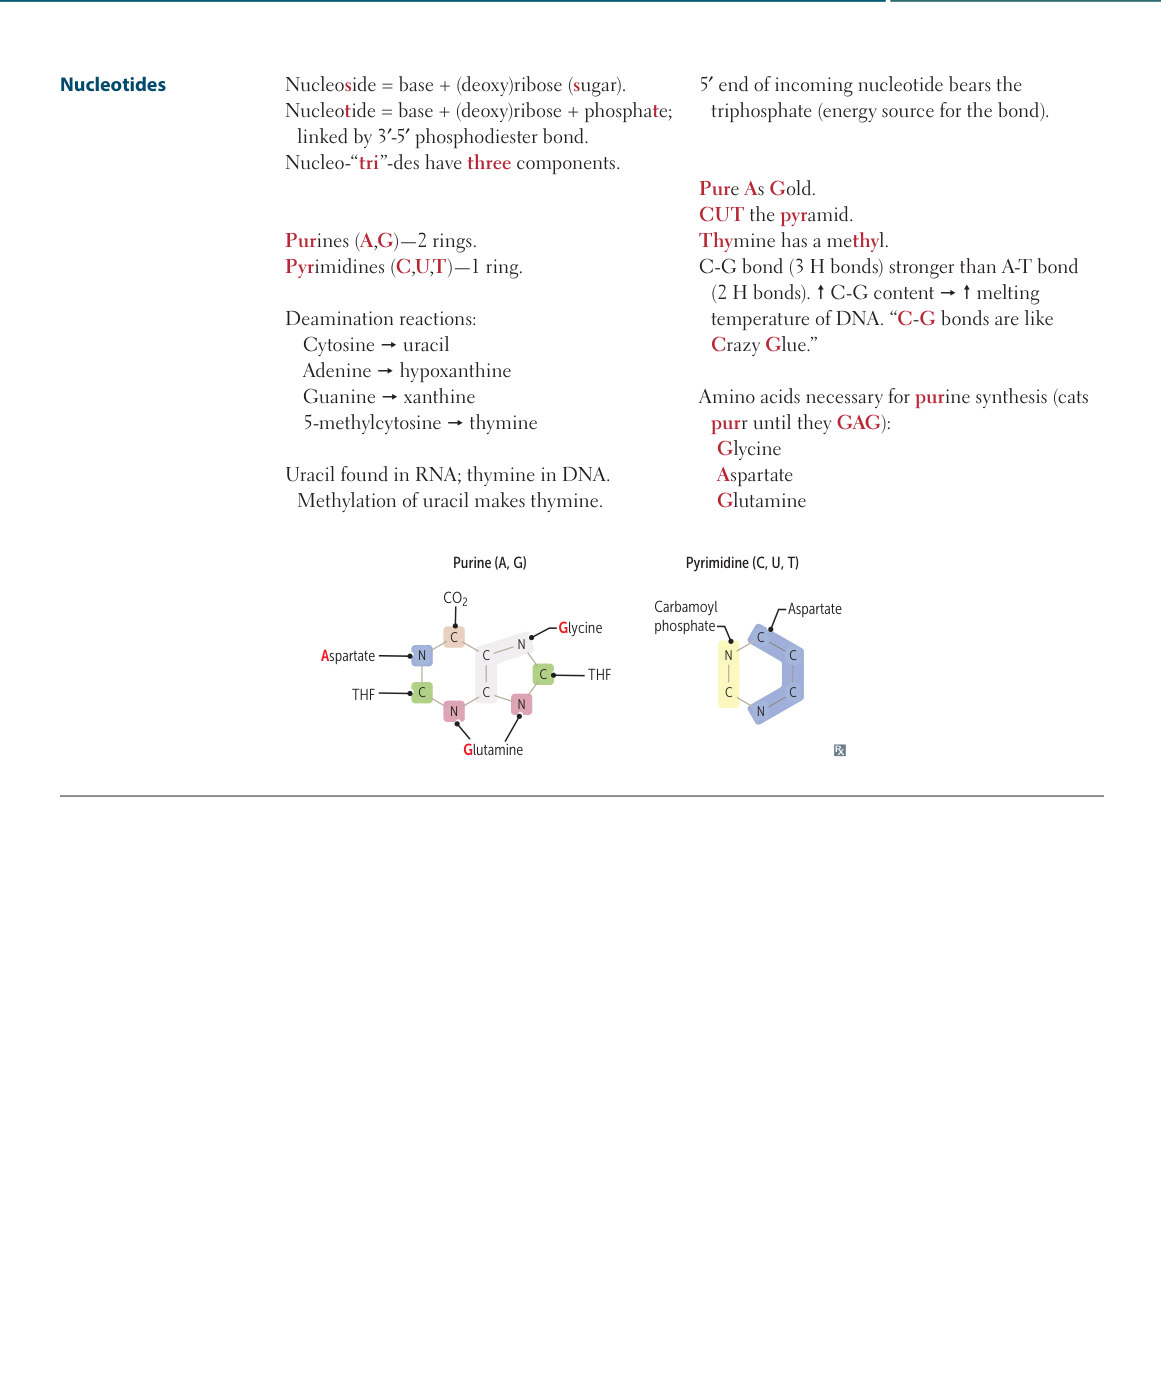 Nucleotides
Nucleoside = base + (deoxy)ribose (sugar).
Nucleotide = base + (deoxy)ribose + phosphate;
linked by 3′-5′ phosphodiester bond.
Nucleo-“tri”-des have three components.
5′ end of incoming nucleotide bears the
triphosphate (energy source for the bond).
Purines (A,G)—2 rings.
Pyrimidines (C,U,T)—1 ring.
Pure As Gold.
CUT the pyramid.
Thymine has a methyl.
C-G bond (3 H bonds) stronger than A-T bond
(2 H bonds). ↑ C-G content → ↑ melting
temperature of DNA. “C-G bonds are like
Crazy Glue.”
Deamination reactions:
Cytosine → uracil
Adenine → hypoxanthine
Guanine → xanthine
5-methylcytosine → thymine
Amino acids necessary for purine synthesis (cats
purr until they GAG):
Glycine
Aspartate
Glutamine
Uracil found in RNA; thymine in DNA.
Methylation of uracil makes thymine.
Purine (A, G)
CO2
C
Glycine
N
Aspartate
N
C
C
THF
THF
C
C
N
N
Glutamine
Pyrimidine (C, U, T)
Carbamoyl
phosphate
Aspartate
C
N
C
C
C
N
Rx